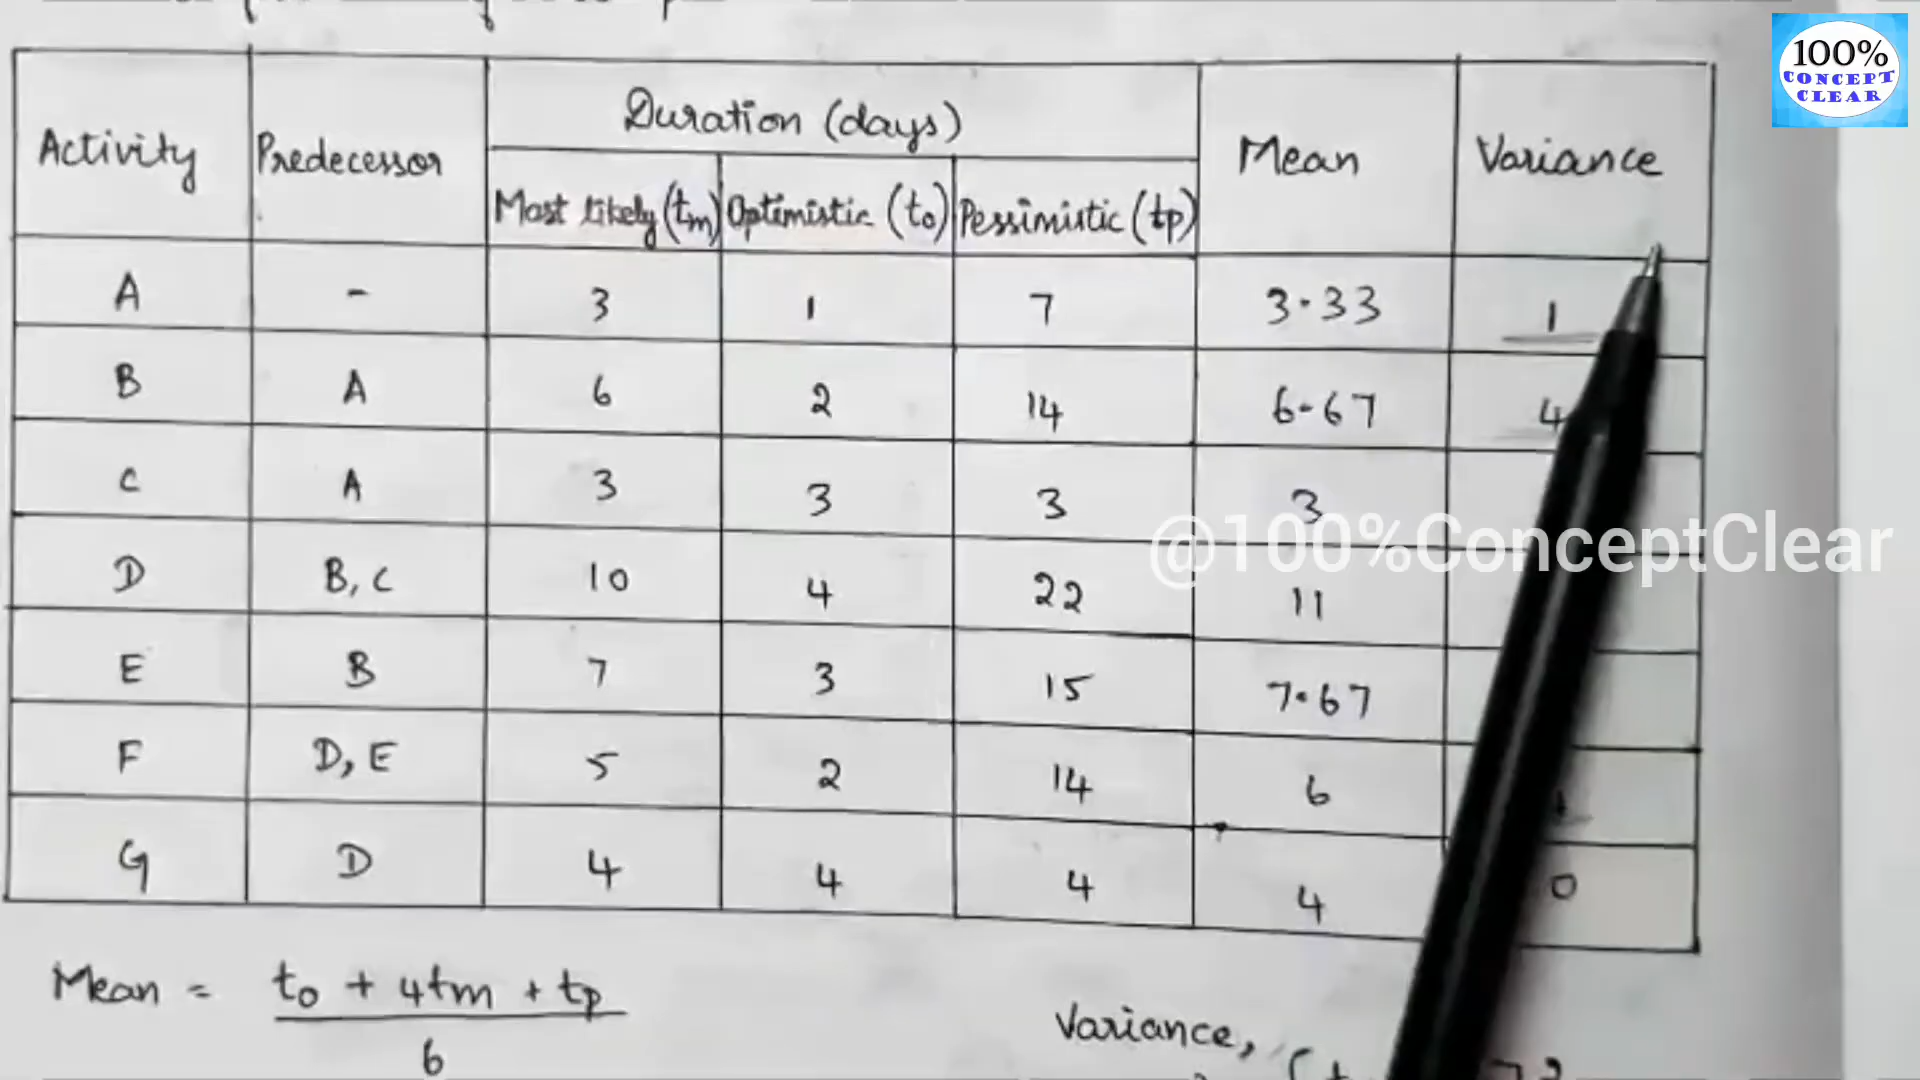 100%
CONCEPT
CLEAR
Activity Predecessor Duration (days) Mean Variance
Most likely (tm) Optimistic (to) Pessimistic (tp)
A - 3 1 7 3.33 1
B A 6 2 14 6.67 4
C A 3 3 3 3
@100%ConceptClear
D B, C 10 4 22 11
E B 7 3 15 7.67
F D, E 5 2 14 6
G D 4 4 4 4 0
Mean = to + 4tm + tp
6
Variance,